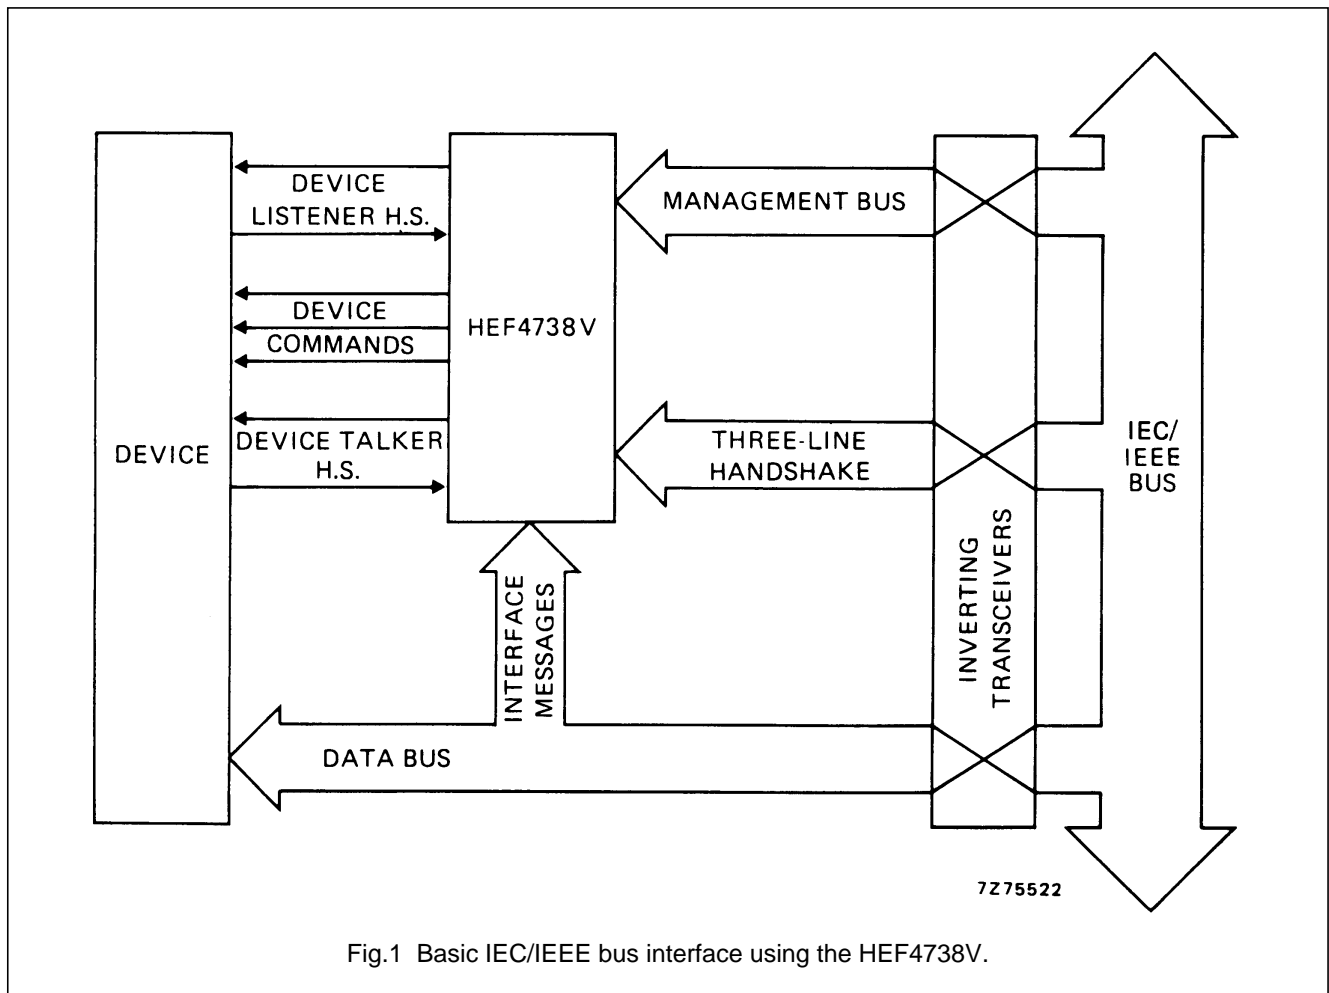 DEVICE
LISTENER H.S.
DEVICE
COMMANDS
DEVICE TALKER
H.S.
DEVICE
HEF4738V
MANAGEMENT BUS
THREE-LINE
HANDSHAKE
IEC/
IEEE
BUS
INTERFACE
MESSAGES
INVERTING
TRANSCEIVERS
DATA BUS
7Z75522
Fig.1 Basic IEC/IEEE bus interface using the HEF4738V.